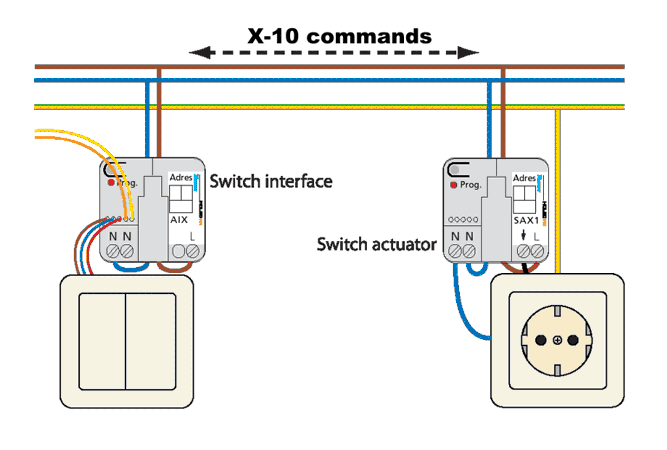 X-10 commands
Switch interface
Prog.
Adres
AIX
N N
L
Switch actuator
Prog.
Adres
SAX1
N N
L